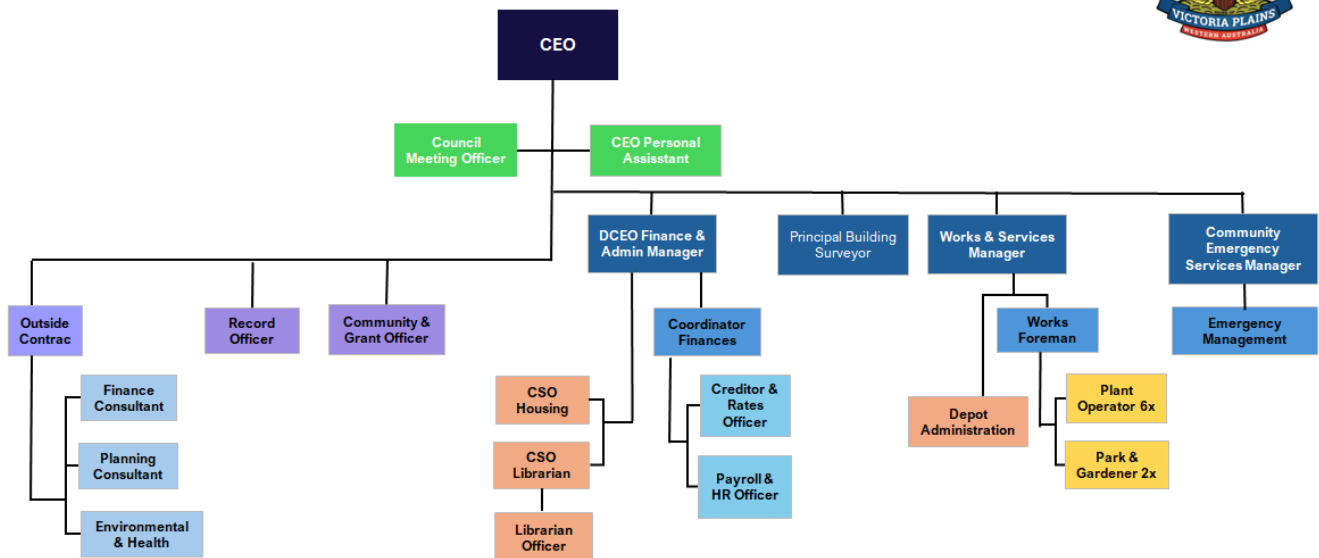 VICTORIA PLAINS
WESTERN AUSTRALIA
CEO
Council
Meeting Officer
CEO Personal
Assisstant
DCEO Finance &
Admin Manager
Principal Building
Surveyor
Works & Services
Manager
Community
Emergency
Services Manager
Outside
Contrac
Record
Officer
Community &
Grant Officer
Coordinator
Finances
Works
Foreman
Emergency
Management
Finance
Consultant
Planning
Consultant
Environmental
& Health
CSO
Housing
CSO
Librarian
Librarian
Officer
Creditor &
Rates
Officer
Payroll &
HR Officer
Depot
Administration
Plant
Operator 6x
Park &
Gardener 2x